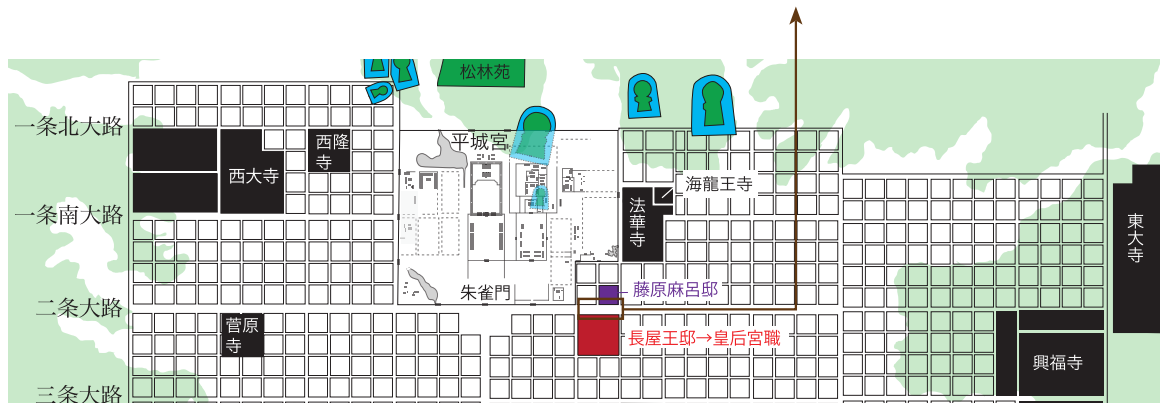 松林苑
一条北大路
平城宮
西隆
寺
西大寺
海龍王寺
一条南大路
法華寺
東大寺
藤原麻呂邸
朱雀門
二条大路
菅原
寺
長屋王邸→皇后宮職
興福寺
三条大路